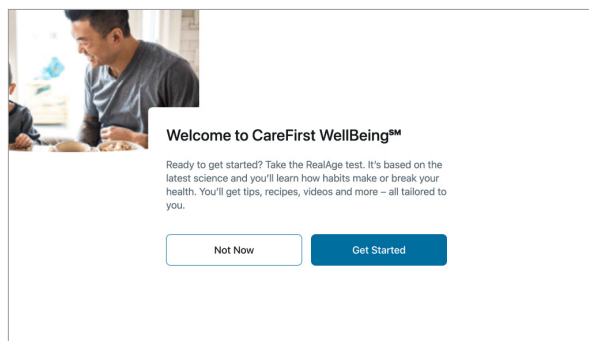 Welcome to CareFirst WellBeing℠
Ready to get started? Take the RealAge test. It's based on the
latest science and you'll learn how habits make or break your
health. You'll get tips, recipes, videos and more – all tailored to
you.
Not Now
Get Started